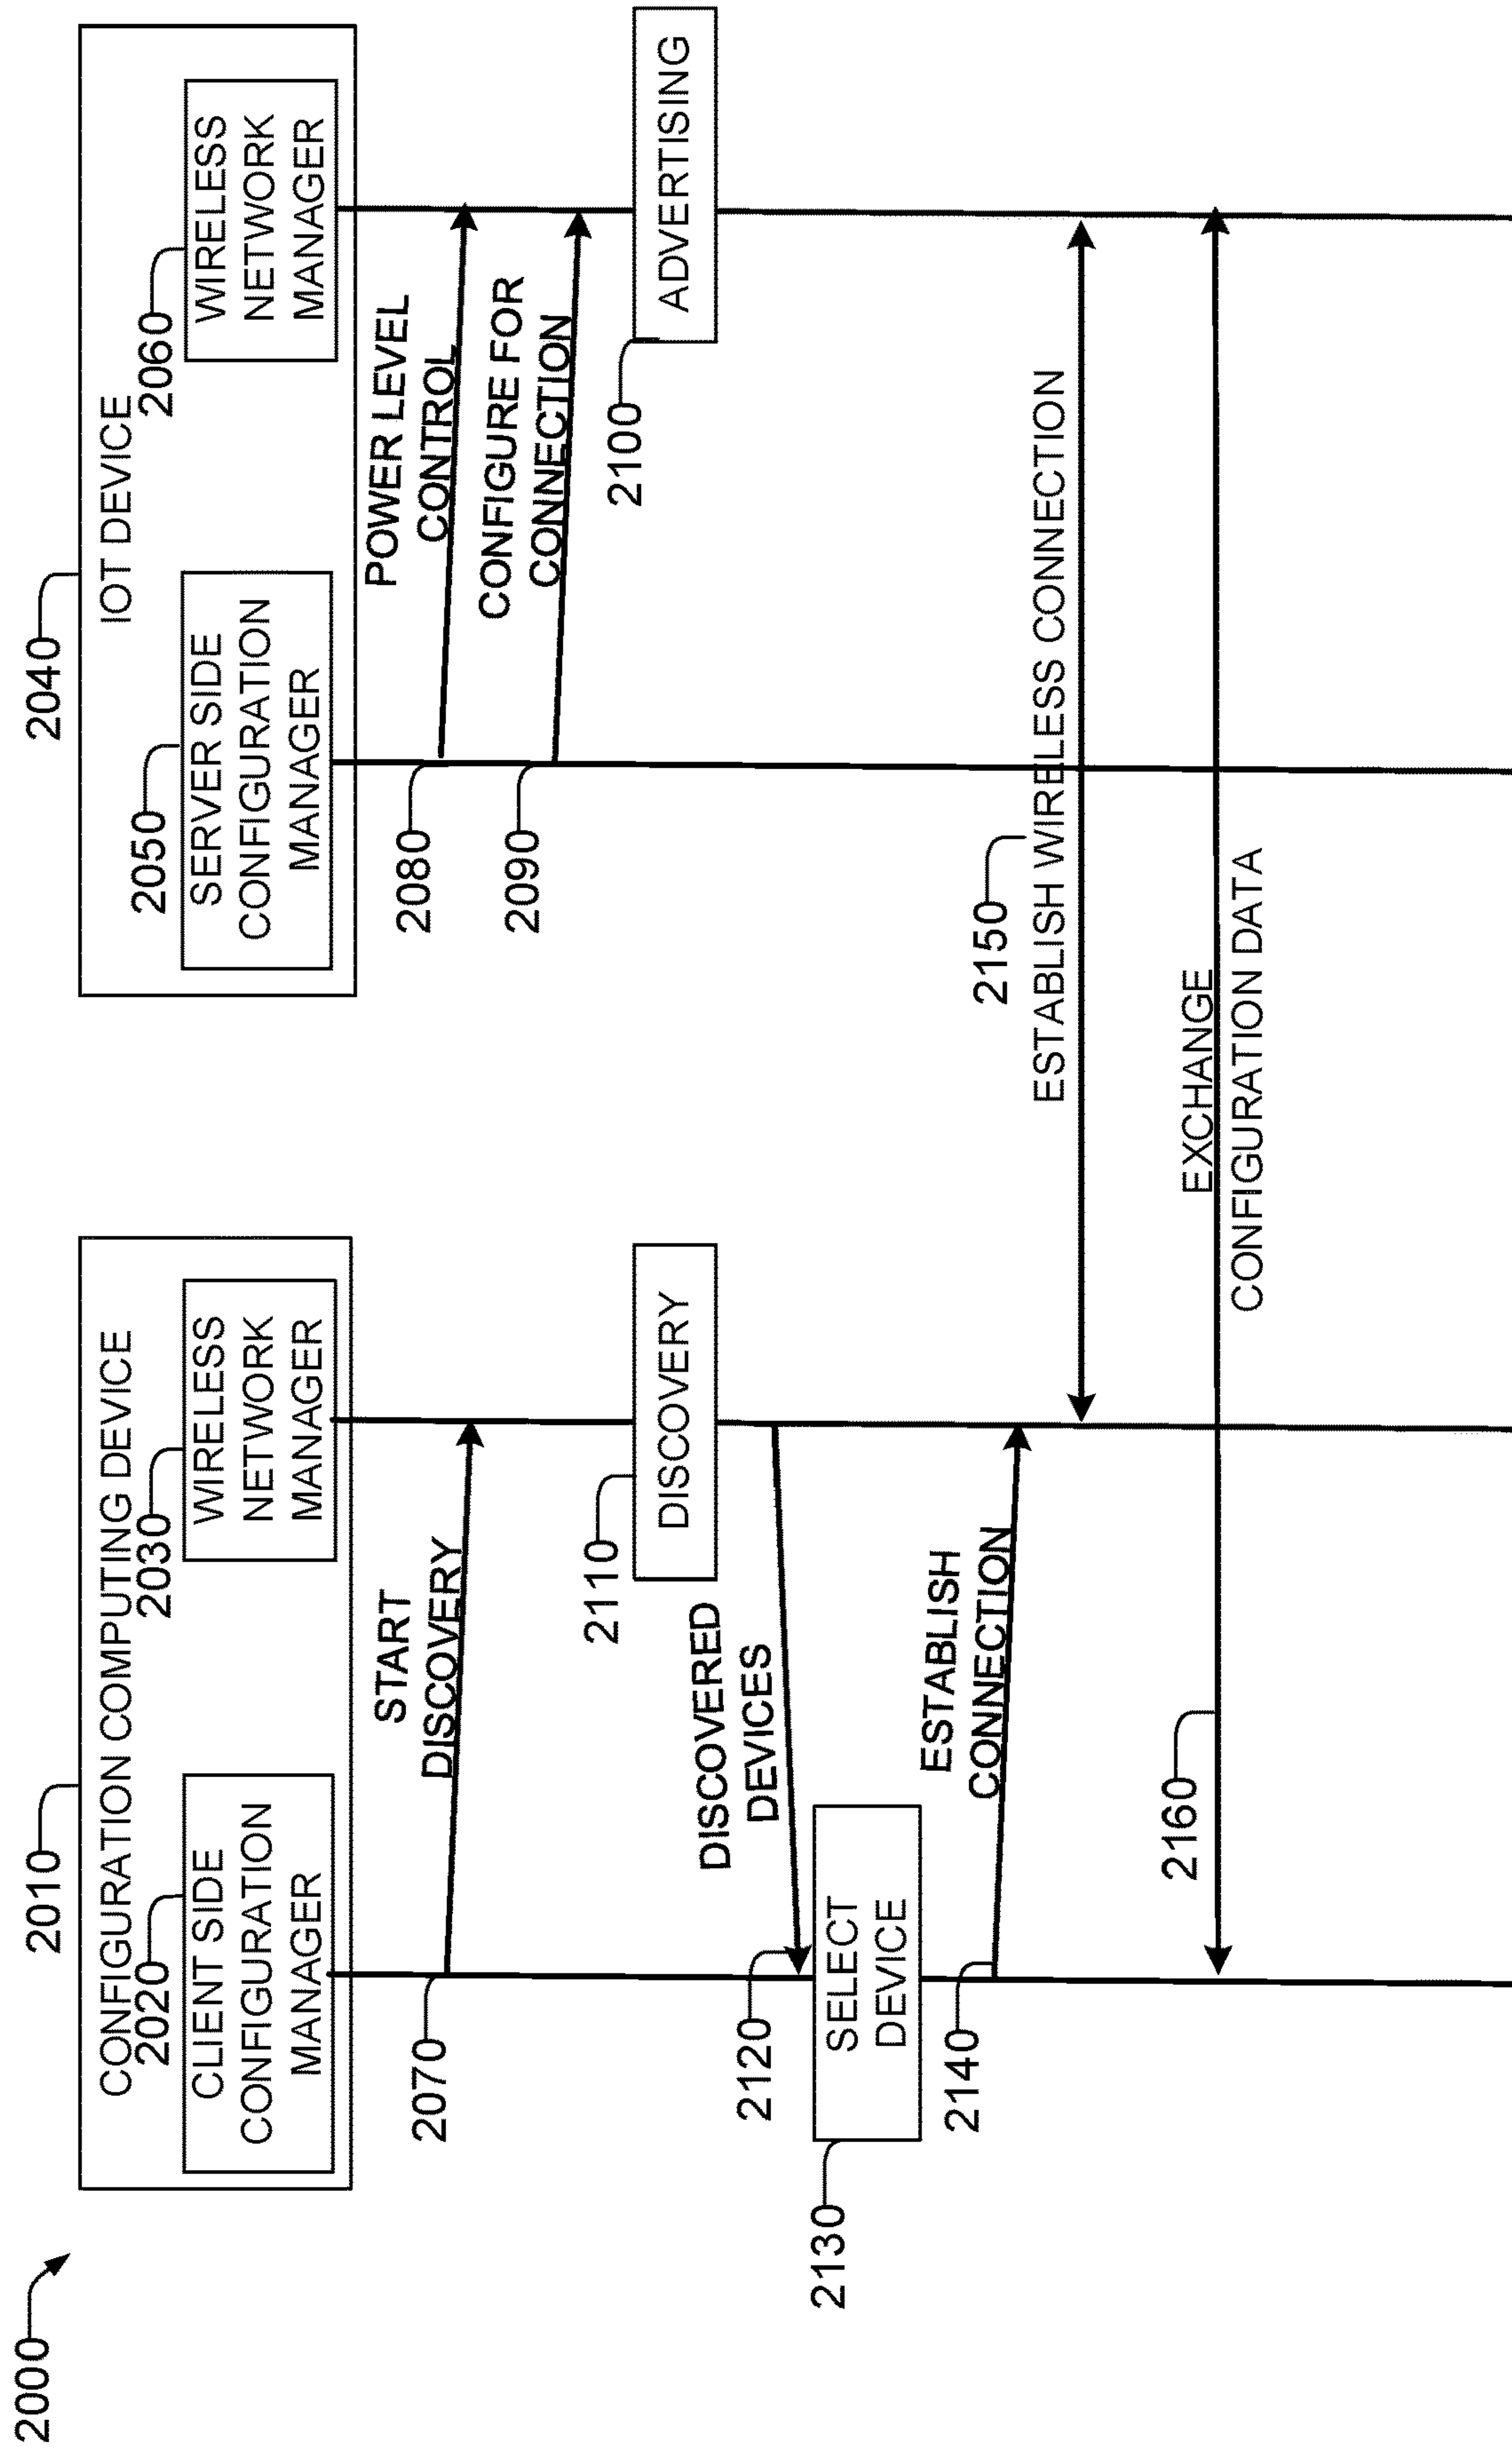 2000
2010
CONFIGURATION COMPUTING DEVICE
2020
CLIENT SIDE
CONFIGURATION
MANAGER
2030
WIRELESS
NETWORK
MANAGER
2040
IOT DEVICE
2050
SERVER SIDE
CONFIGURATION
MANAGER
2060
WIRELESS
NETWORK
MANAGER
2070
START
DISCOVERY
2080
POWER LEVEL
CONTROL
2090
CONFIGURE FOR
CONNECTION
2100
ADVERTISING
2110
DISCOVERY
2120
DISCOVERED
DEVICES
2130
SELECT
DEVICE
2140
ESTABLISH
CONNECTION
2150
ESTABLISH WIRELESS CONNECTION
2160
EXCHANGE
CONFIGURATION DATA